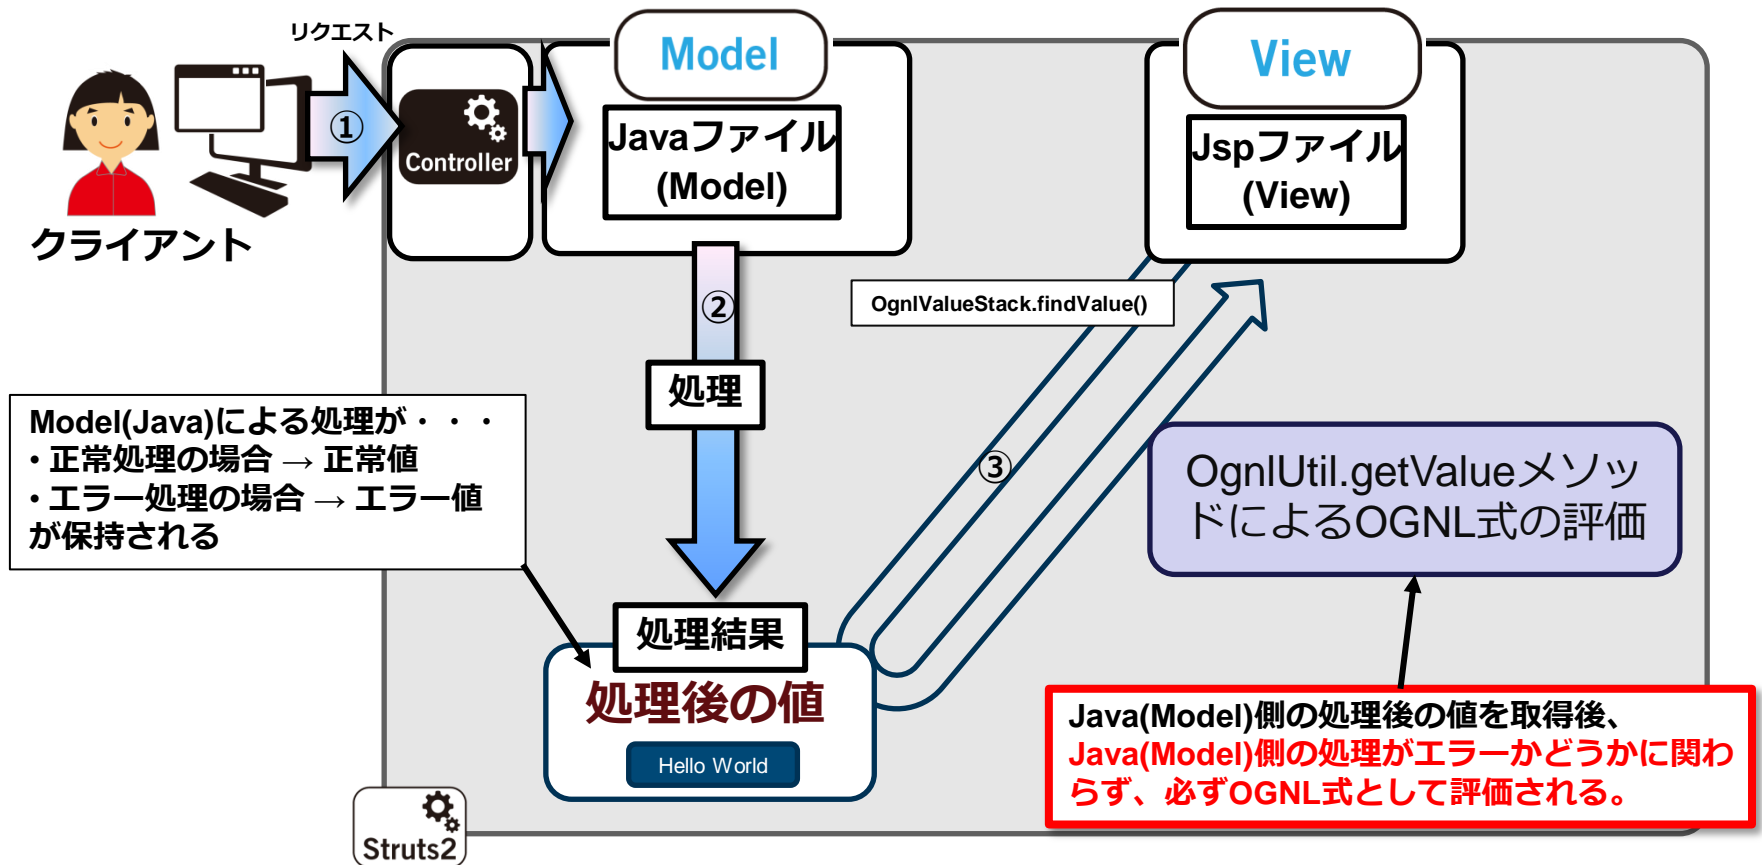 リクエスト
①
Controller
クライアント
Model
Javaファイル
(Model)
View
Jspファイル
(View)
②
OgnlValueStack.findValue()
処理
Model(Java)による処理が・・・
・正常処理の場合 → 正常値
・エラー処理の場合 → エラー値
が保持される
③
OgnlUtil.getValueメソッ
ドによるOGNL式の評価
処理結果
処理後の値
Hello World
Java(Model)側の処理後の値を取得後、
Java(Model)側の処理がエラーかどうかに関わ
らず、必ずOGNL式として評価される。
Struts2